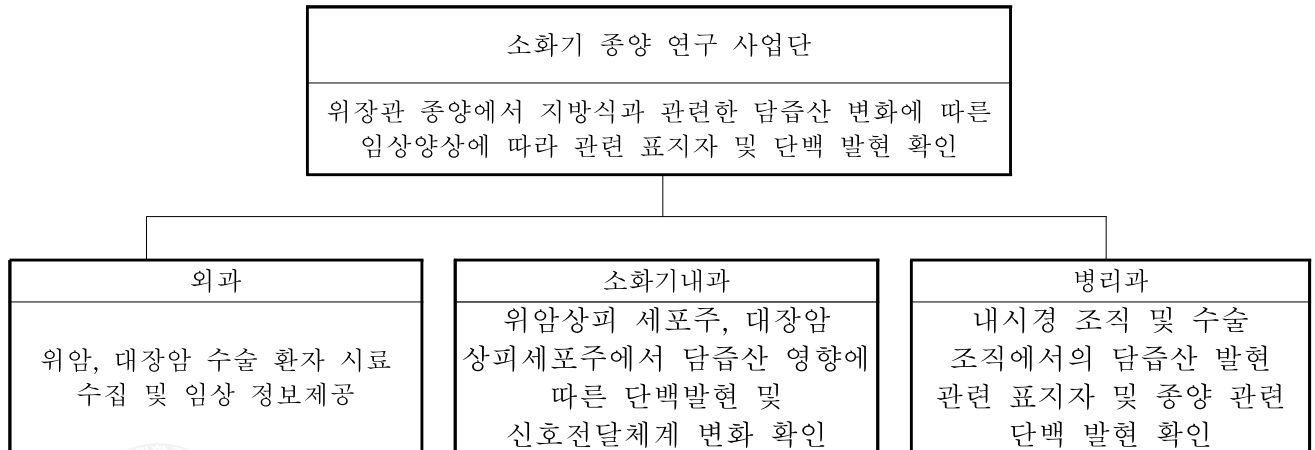 소화기 종양 연구 사업단
위장관 종양에서 지방식과 관련한 담즙산 변화에 따른
임상양상에 따라 관련 표지자 및 단백 발현 확인
외과
위암, 대장암 수술 환자 시료
수집 및 임상 정보제공
소화기내과
위암상피 세포주, 대장암
상피세포주에서 담즙산 영향에
따른 단백발현 및
신호전달체계 변화 확인
병리과
내시경 조직 및 수술
조직에서의 담즙산 발현
관련 표지자 및 종양 관련
단백 발현 확인